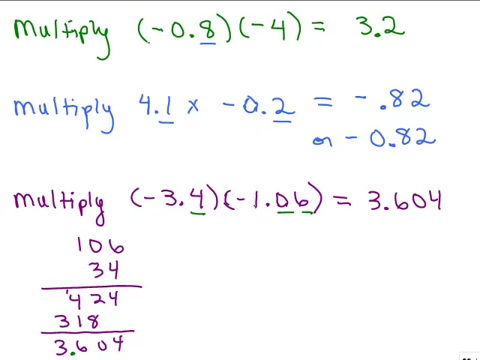 Multiply (-0.8)(-4) = 3.2
multiply 4.1 x -0.2 = -.82
or -0.82
multiply (-3.4)(-1.06) = 3.604
106
34
424
318
3.604